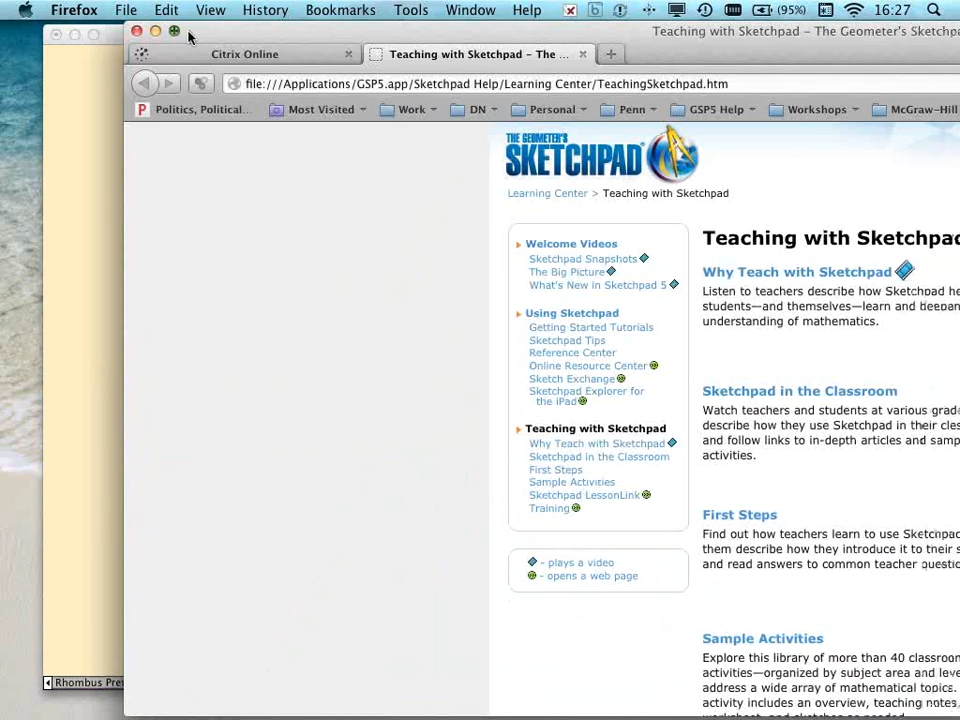 Firefox File Edit View History Bookmarks Tools Window Help (95%) 16:27
Teaching with Sketchpad – The Geometer's Sketchpa
Citrix Online Teaching with Sketchpad – The ...
file:///Applications/GSP5.app/Sketchpad Help/Learning Center/TeachingSketchpad.htm
Politics, Political... Most Visited Work DN Personal Penn GSP5 Help Workshops McGraw-Hill
THE GEOMETER'S
SKETCHPAD
Learning Center > Teaching with Sketchpad
Welcome Videos
Sketchpad Snapshots
The Big Picture
What's New in Sketchpad 5
Using Sketchpad
Getting Started Tutorials
Sketchpad Tips
Reference Center
Online Resource Center
Sketch Exchange
Sketchpad Explorer for
the iPad
Teaching with Sketchpad
Why Teach with Sketchpad
Sketchpad in the Classroom
First Steps
Sample Activities
Sketchpad LessonLink
Training
- plays a video
- opens a web page
Teaching with Sketchpad
Why Teach with Sketchpad
Listen to teachers describe how Sketchpad he
students—and themselves—learn and deepen
understanding of mathematics.
Sketchpad in the Classroom
Watch teachers and students at various grad
describe how they use Sketchpad in their clas
and follow links to in-depth articles and samp
activities.
First Steps
Find out how teachers learn to use Sketchpad
them describe how they introduce it to their s
and read answers to common teacher questio
Sample Activities
Explore this library of more than 40 classroom
activities—organized by subject area and leve
address a wide array of mathematical topics.
activity includes an overview, teaching notes,
Rhombus Pre